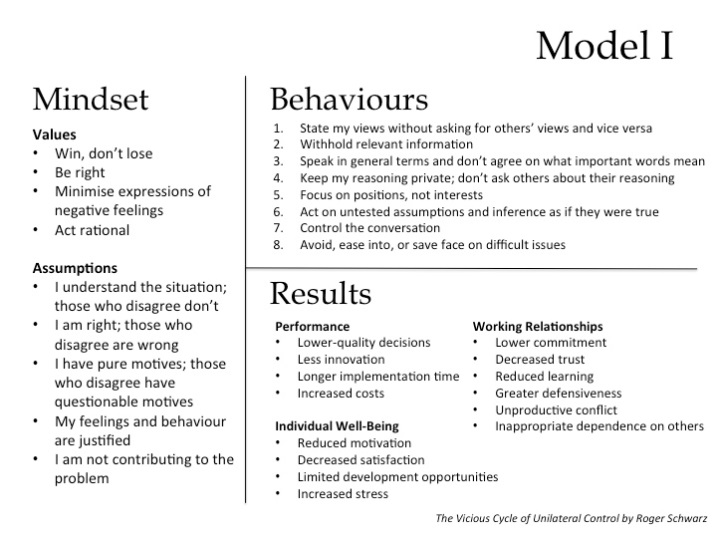 Model I
Mindset
Values
• Win, don't lose
• Be right
• Minimise expressions of
negative feelings
• Act rational
Assumptions
• I understand the situation;
those who disagree don't
• I am right; those who
disagree are wrong
• I have pure motives; those
who disagree have
questionable motives
• My feelings and behaviour
are justified
• I am not contributing to the
problem
Behaviours
1. State my views without asking for others' views and vice versa
2. Withhold relevant information
3. Speak in general terms and don't agree on what important words mean
4. Keep my reasoning private; don't ask others about their reasoning
5. Focus on positions, not interests
6. Act on untested assumptions and inference as if they were true
7. Control the conversation
8. Avoid, ease into, or save face on difficult issues
Results
Performance
• Lower-quality decisions
• Less innovation
• Longer implementation time
• Increased costs
Individual Well-Being
• Reduced motivation
• Decreased satisfaction
• Limited development opportunities
• Increased stress
Working Relationships
• Lower commitment
• Decreased trust
• Reduced learning
• Greater defensiveness
• Unproductive conflict
• Inappropriate dependence on others
The Vicious Cycle of Unilateral Control by Roger Schwarz